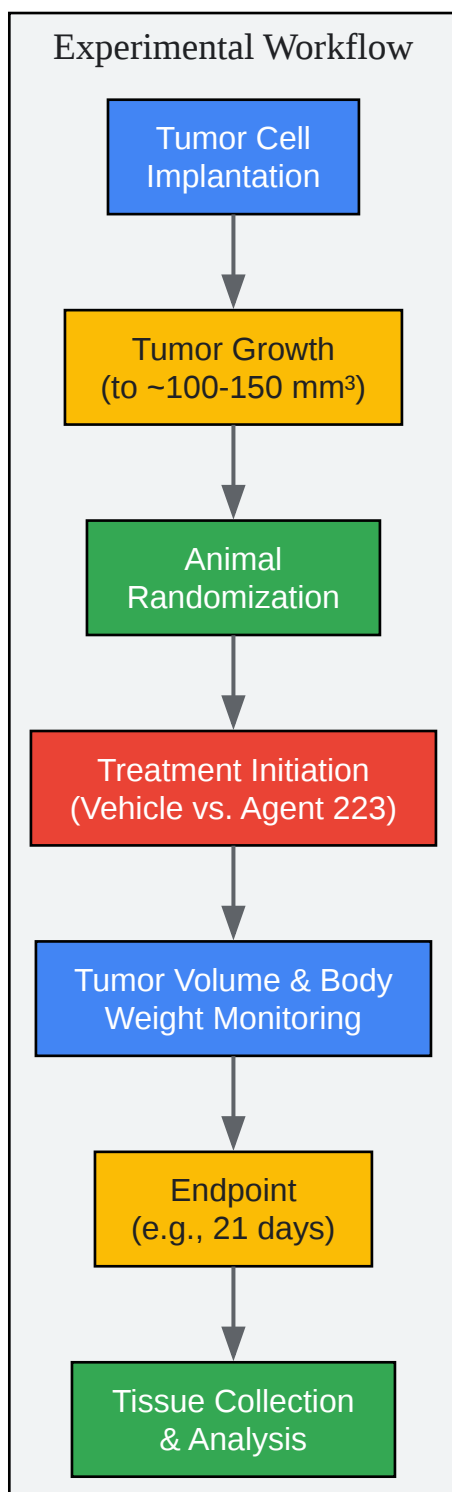 Experimental Workflow
Tumor Cell
Implantation
Tumor Growth
(to ~100-150 mm³)
Animal
Randomization
Treatment Initiation
(Vehicle vs. Agent 223)
Tumor Volume & Body
Weight Monitoring
Endpoint
(e.g., 21 days)
Tissue Collection
& Analysis